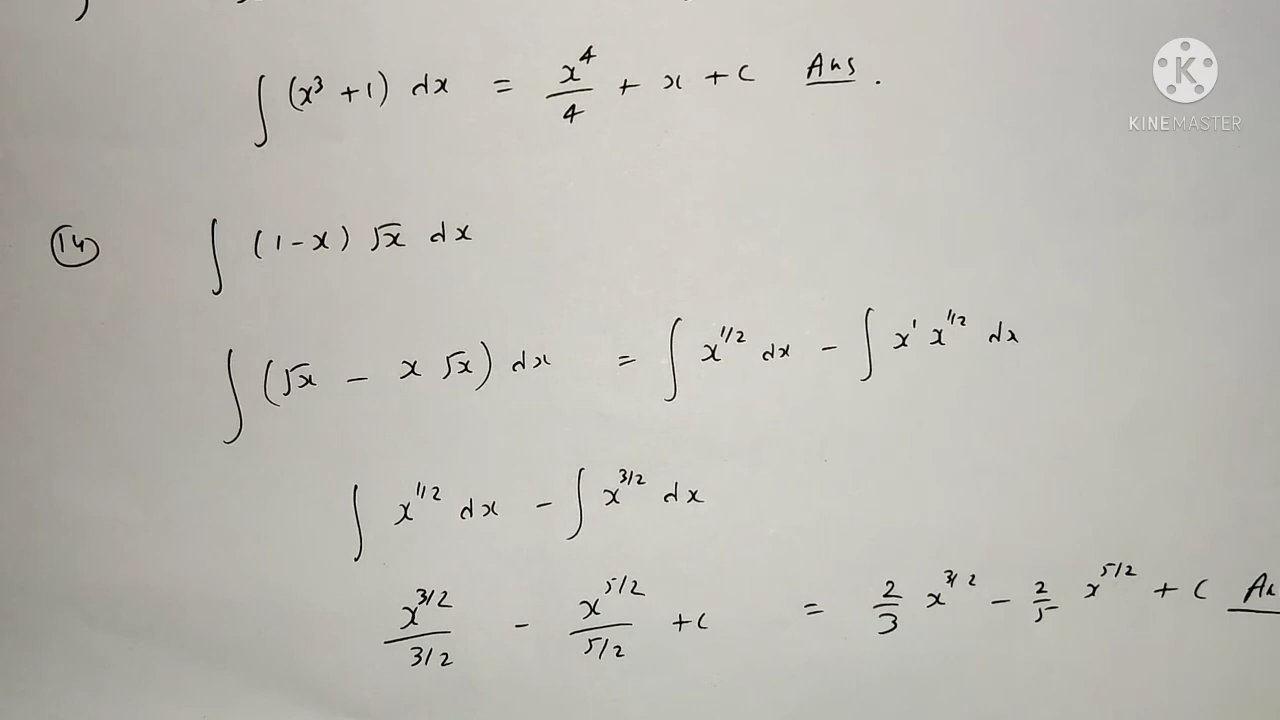 ∫ (x³ + 1) dx = x⁴/4 + x + c Ans.
KINEMASTER
(14) ∫ (1 - x) √x dx
∫ (√x - x √x) dx = ∫ x^1/2 dx - ∫ x¹ x^1/2 dx
∫ x^1/2 dx - ∫ x^3/2 dx
x^3/2 / 3/2 - x^5/2 / 5/2 + c = 2/3 x^3/2 - 2/5 x^5/2 + c An